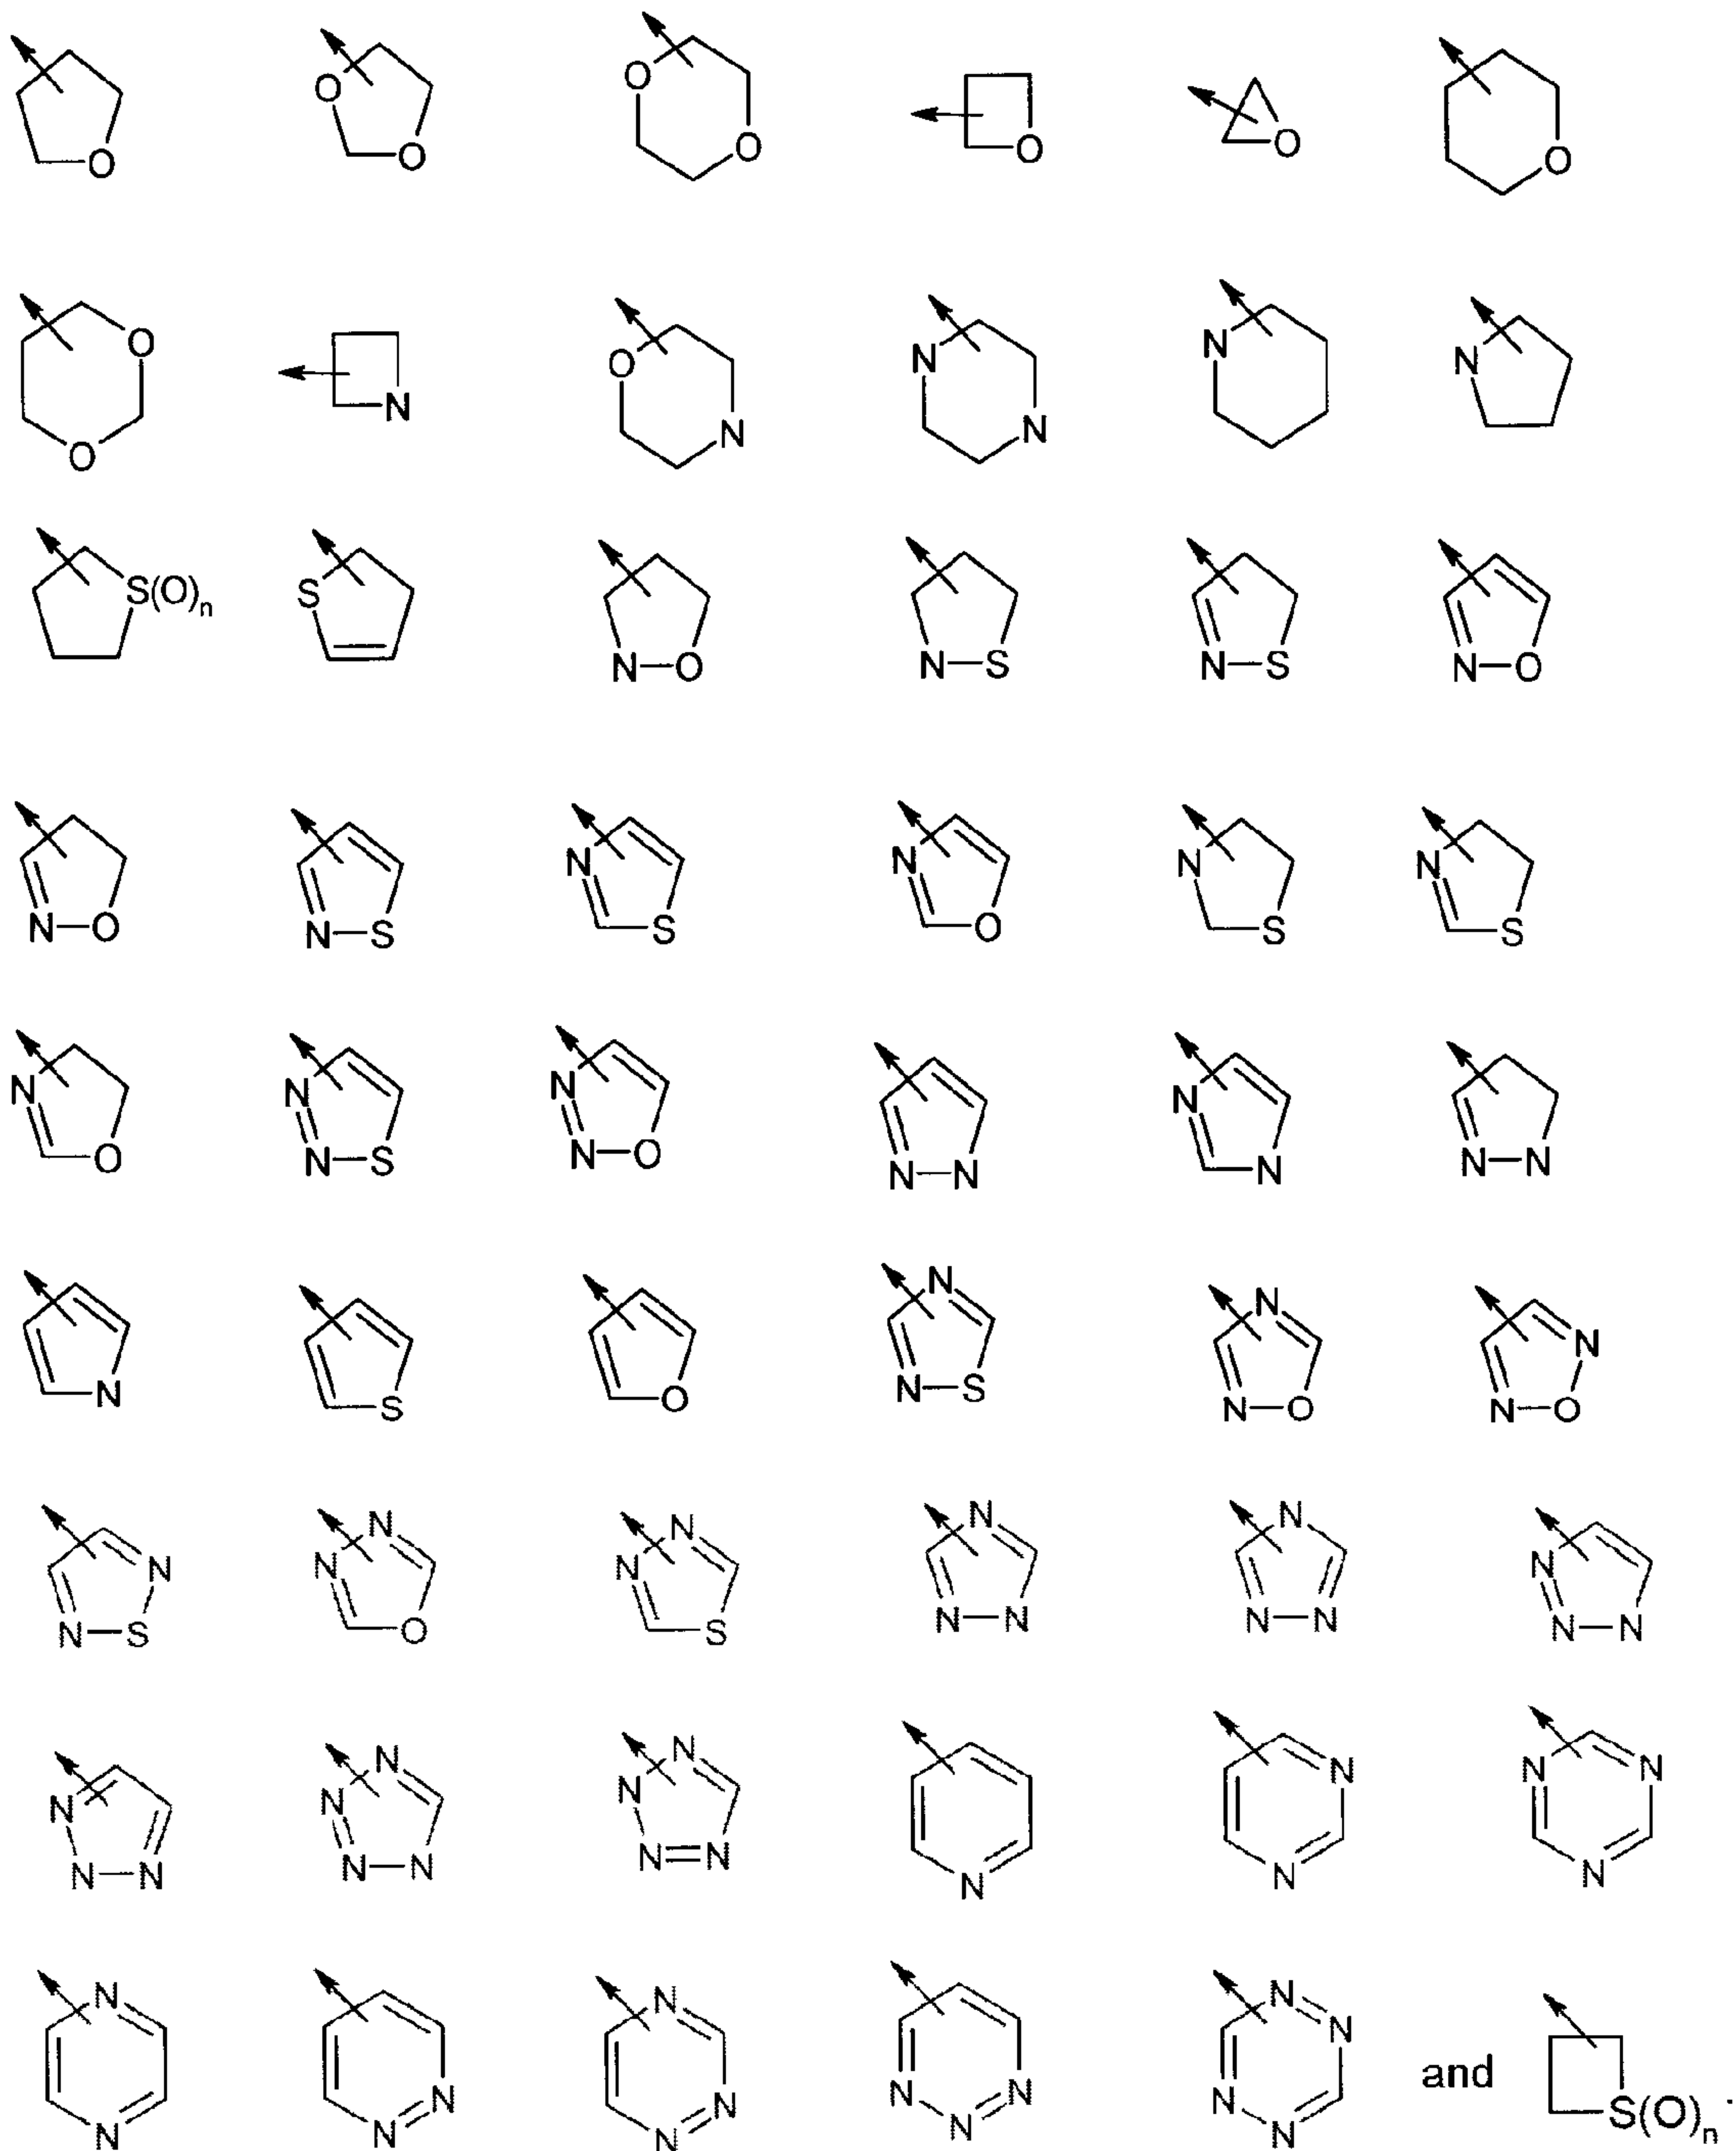 O O O O O O O O
O O N O N N N N N
S(O)n S N-O N-S N-S N-O
N-O N-S N S N O N S N S
N O N N-S N N-O N-N N N N-N
N S O N N-S N N-O N N-O
N N-S N N O N N S N N-N N N-N N N-N
N N-N N N N-N N N N=N N N N N N N
N N N N N N N N N N N N N and S(O)n.